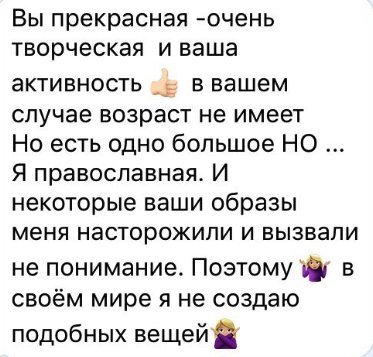 Вы прекрасная -очень
творческая и ваша
активность 👍🏻 в вашем
случае возраст не имеет
Но есть одно большое НО ...
Я православная. И
некоторые ваши образы
меня насторожили и вызвали
не понимание. Поэтому 🤷🏼‍♀️ в
своём мире я не создаю
подобных вещей🙅🏼‍♀️